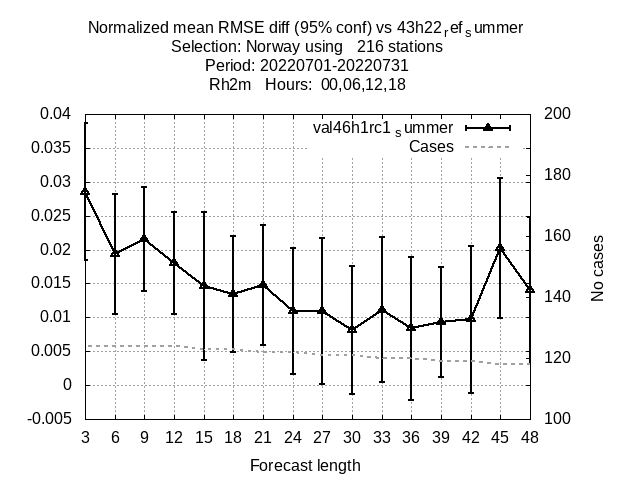 Normalized mean RMSE diff (95% conf) vs 43h22refsummer
Selection: Norway using   216 stations
Period: 20220701-20220731
Rh2m   Hours:  00,06,12,18
0.04
0.035
0.03
0.025
0.02
0.015
0.01
0.005
0
-0.005
val46h1rc1summer
Cases
200
180
160
140
120
100
No cases
3 6 9 12 15 18 21 24 27 30 33 36 39 42 45 48
Forecast length